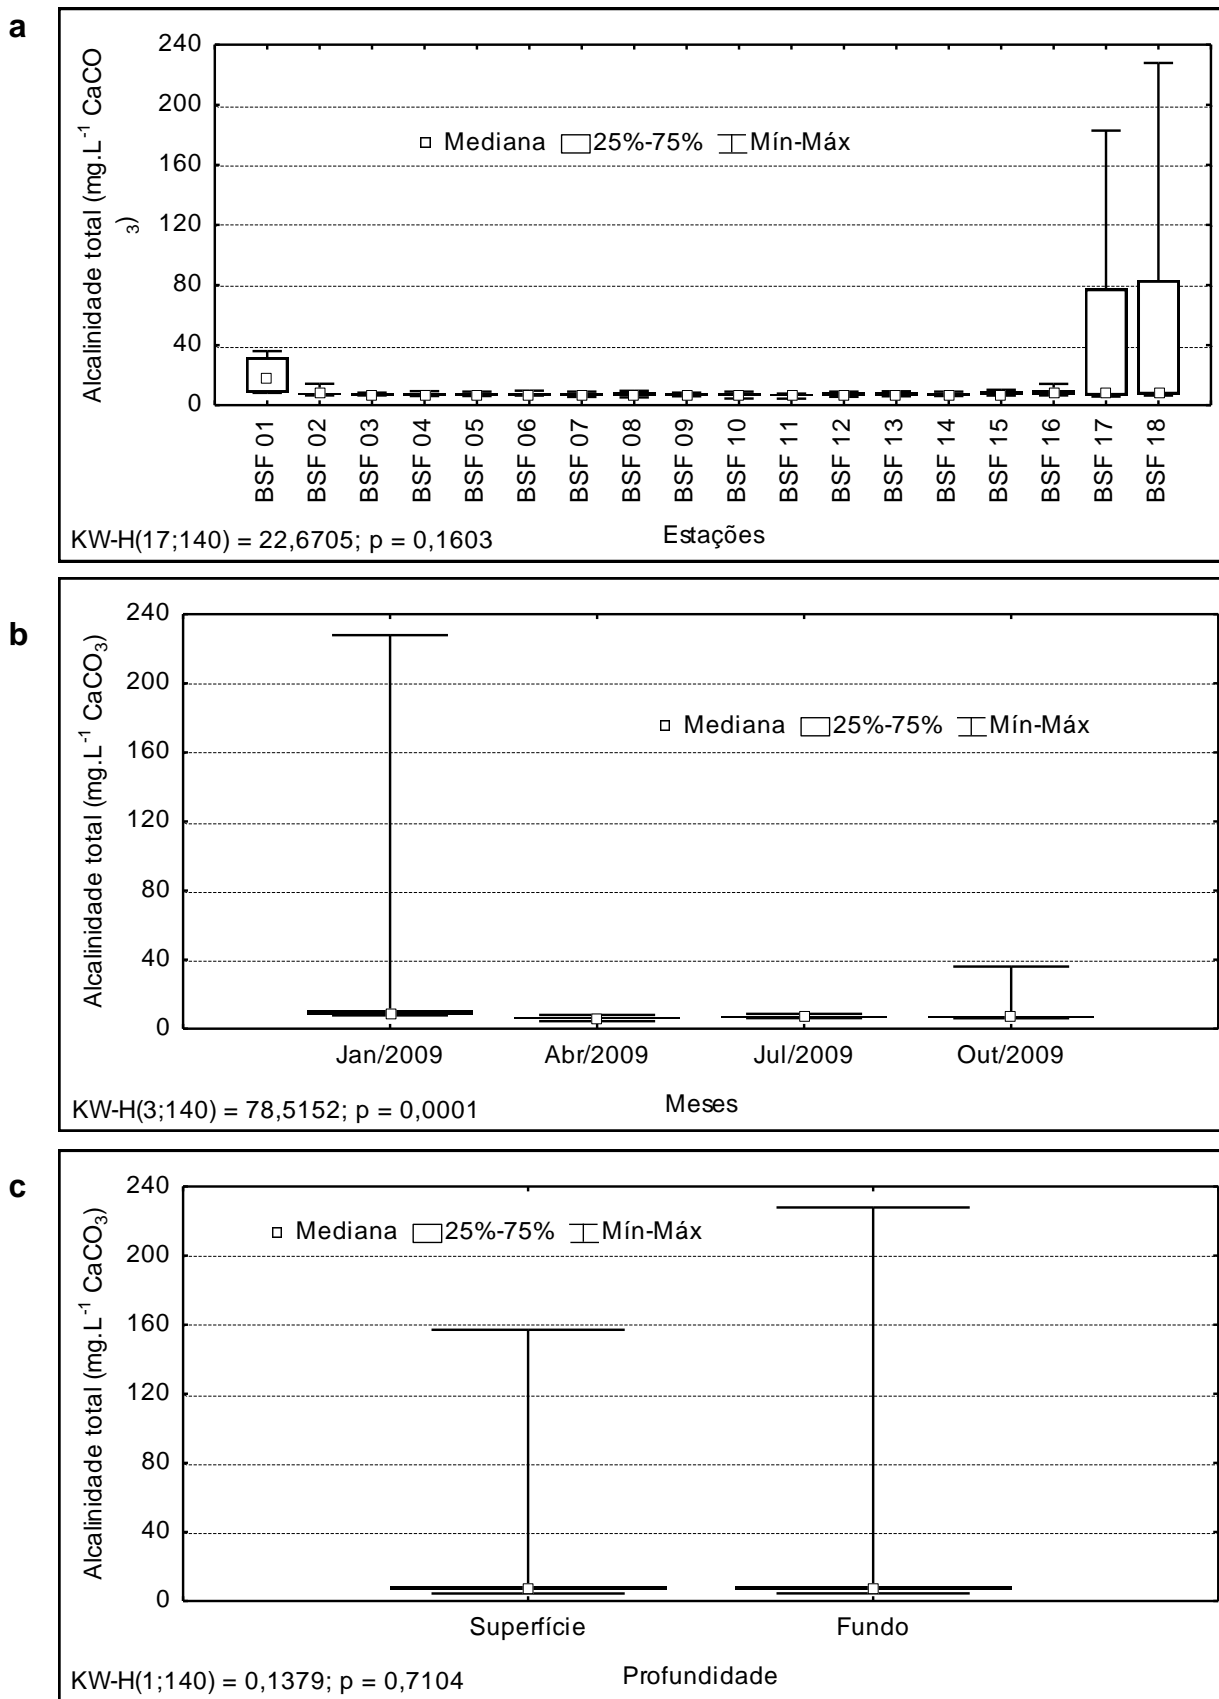 a
Alcalinidade total (mg.L⁻¹ CaCO
₃)
240
200
160
120
80
40
0
Mediana 25%-75% Mín-Máx
BSF 01 BSF 02 BSF 03 BSF 04 BSF 05 BSF 06 BSF 07 BSF 08 BSF 09 BSF 10 BSF 11 BSF 12 BSF 13 BSF 14 BSF 15 BSF 16 BSF 17 BSF 18
Estações
KW-H(17;140) = 22,6705; p = 0,1603
b
Alcalinidade total (mg.L⁻¹ CaCO₃)
240
200
160
120
80
40
0
Mediana 25%-75% Mín-Máx
Jan/2009 Abr/2009 Jul/2009 Out/2009
Meses
KW-H(3;140) = 78,5152; p = 0,0001
c
Alcalinidade total (mg.L⁻¹ CaCO₃)
240
200
160
120
80
40
0
Mediana 25%-75% Mín-Máx
Superfície Fundo
Profundidade
KW-H(1;140) = 0,1379; p = 0,7104